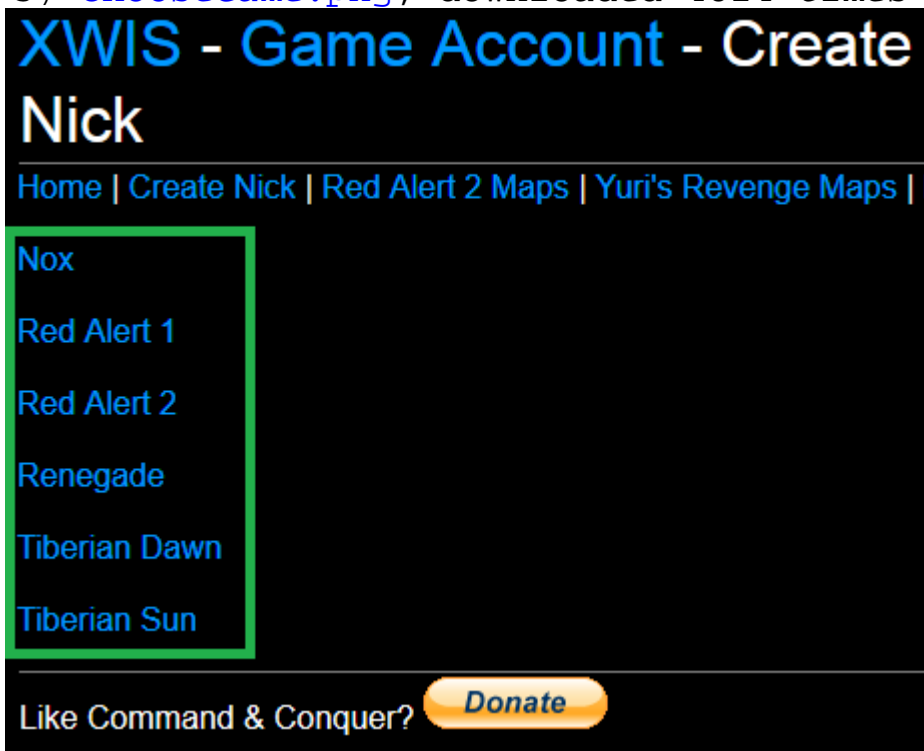 XWIS - Game Account - Create
Nick
Home | Create Nick | Red Alert 2 Maps | Yuri's Revenge Maps |
Nox
Red Alert 1
Red Alert 2
Renegade
Tiberian Dawn
Tiberian Sun
Like Command & Conquer? Donate